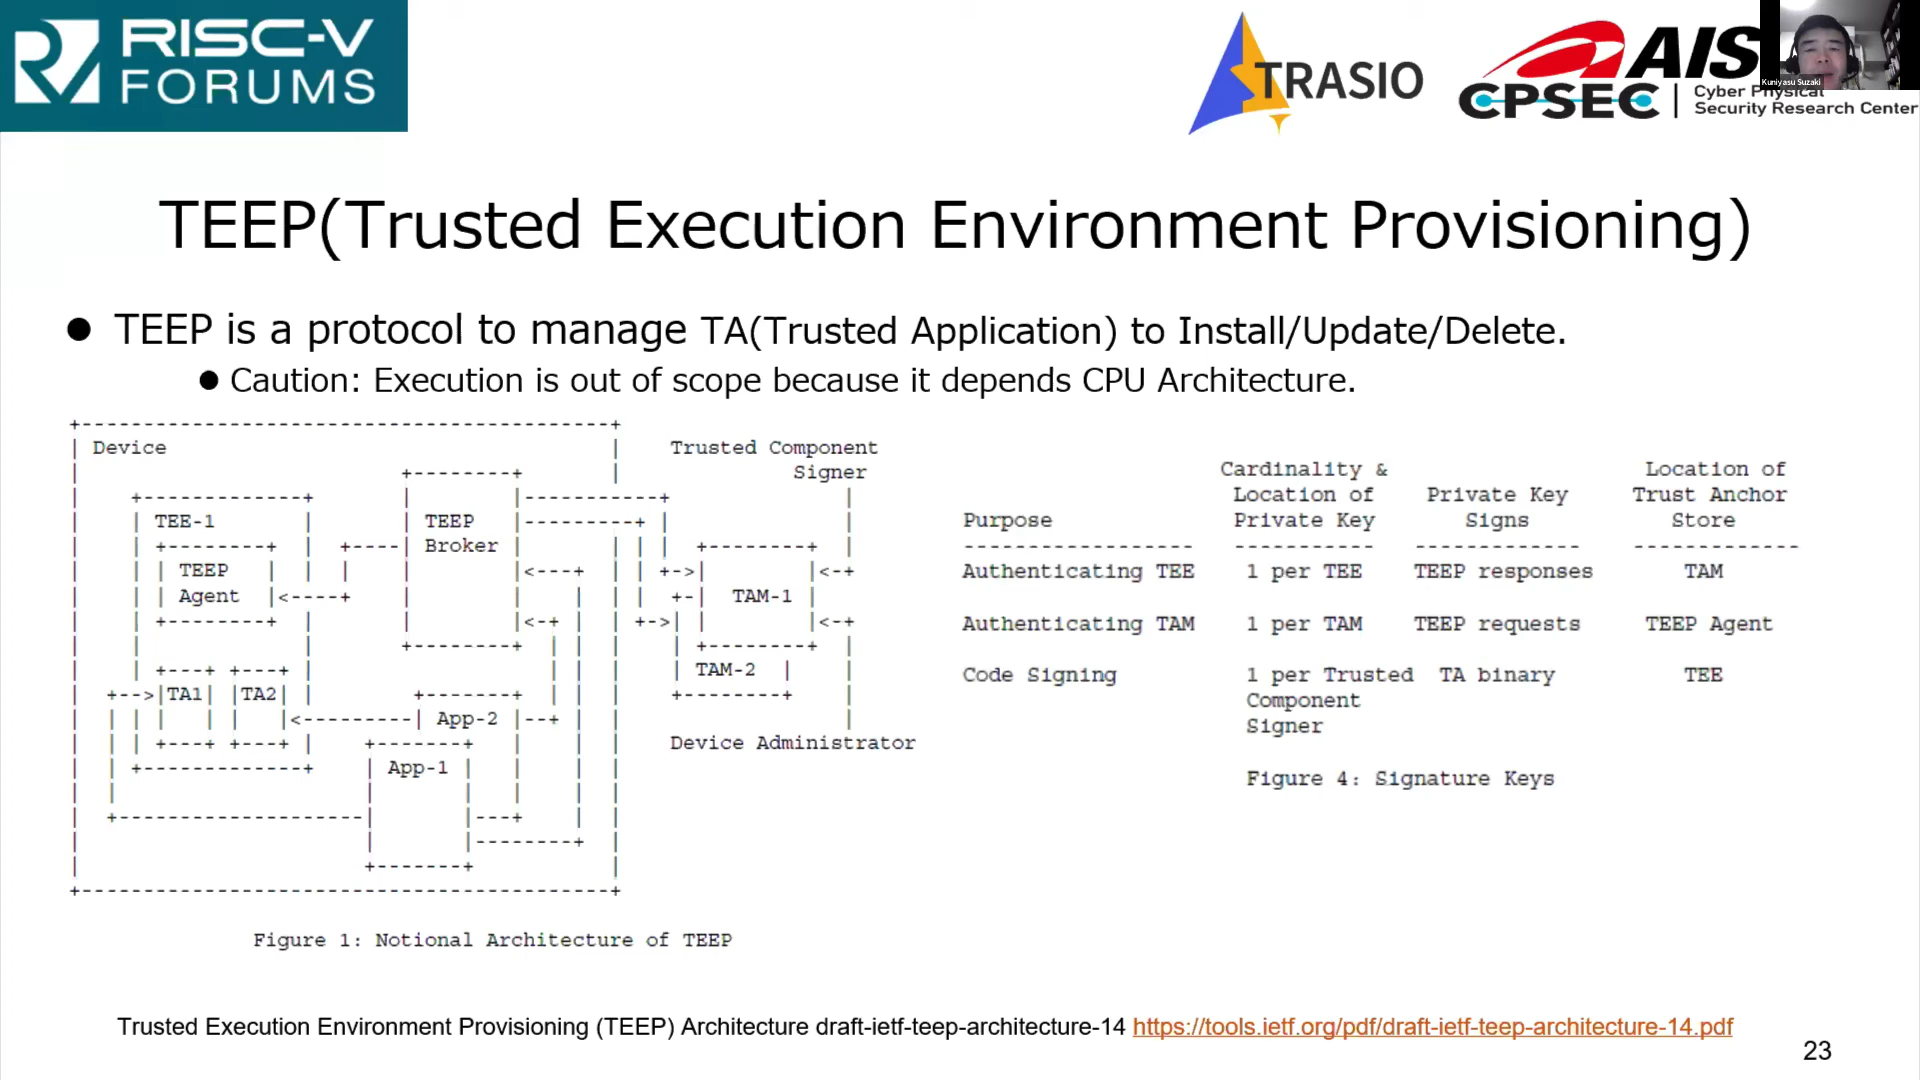 RISC-V
FORUMS
TRASIO
AIS
CPSEC
Cyber Physical
Security Research Center
Kuniyasu Suzaki
TEEP(Trusted Execution Environment Provisioning)
● TEEP is a protocol to manage TA(Trusted Application) to Install/Update/Delete.
● Caution: Execution is out of scope because it depends CPU Architecture.
Device
Trusted Component
Signer
TEE-1
TEEP
Broker
TEEP
Agent
TAM-1
TAM-2
TA1
TA2
App-2
App-1
Device Administrator
Figure 1: Notional Architecture of TEEP
Cardinality & Location of
Location of Private Key Trust Anchor
Purpose Private Key Signs Store
------------------ ----------- ------------- -------------
Authenticating TEE 1 per TEE TEEP responses TAM
Authenticating TAM 1 per TAM TEEP requests TEEP Agent
Code Signing 1 per Trusted TA binary TEE
Component
Signer
Figure 4: Signature Keys
Trusted Execution Environment Provisioning (TEEP) Architecture draft-ietf-teep-architecture-14 https://tools.ietf.org/pdf/draft-ietf-teep-architecture-14.pdf
23